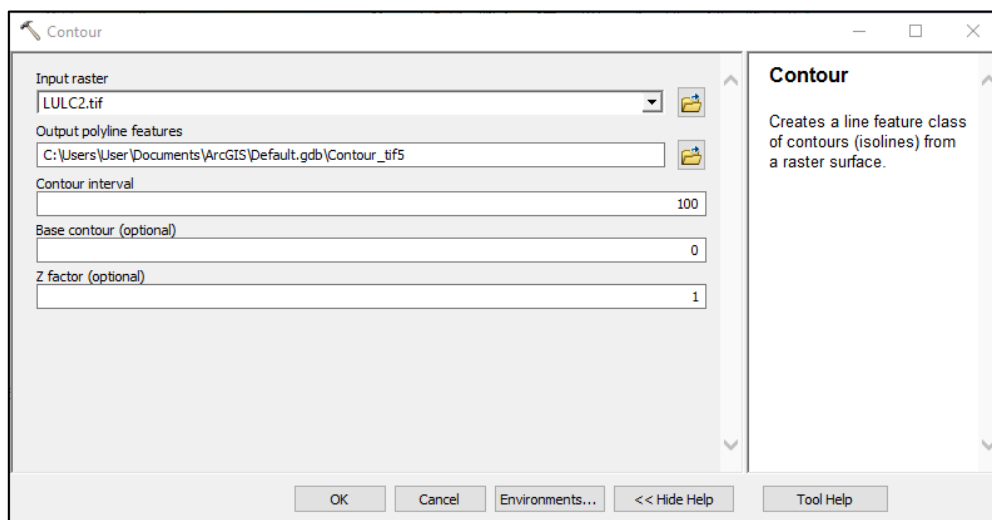 Contour
Input raster
LULC2.tif
Output polyline features
C:\Users\User\Documents\ArcGIS\Default.gdb\Contour_tif5
Contour interval
100
Base contour (optional)
0
Z factor (optional)
1
Contour
Creates a line feature class
of contours (isolines) from
a raster surface.
OK
Cancel
Environments...
<< Hide Help
Tool Help